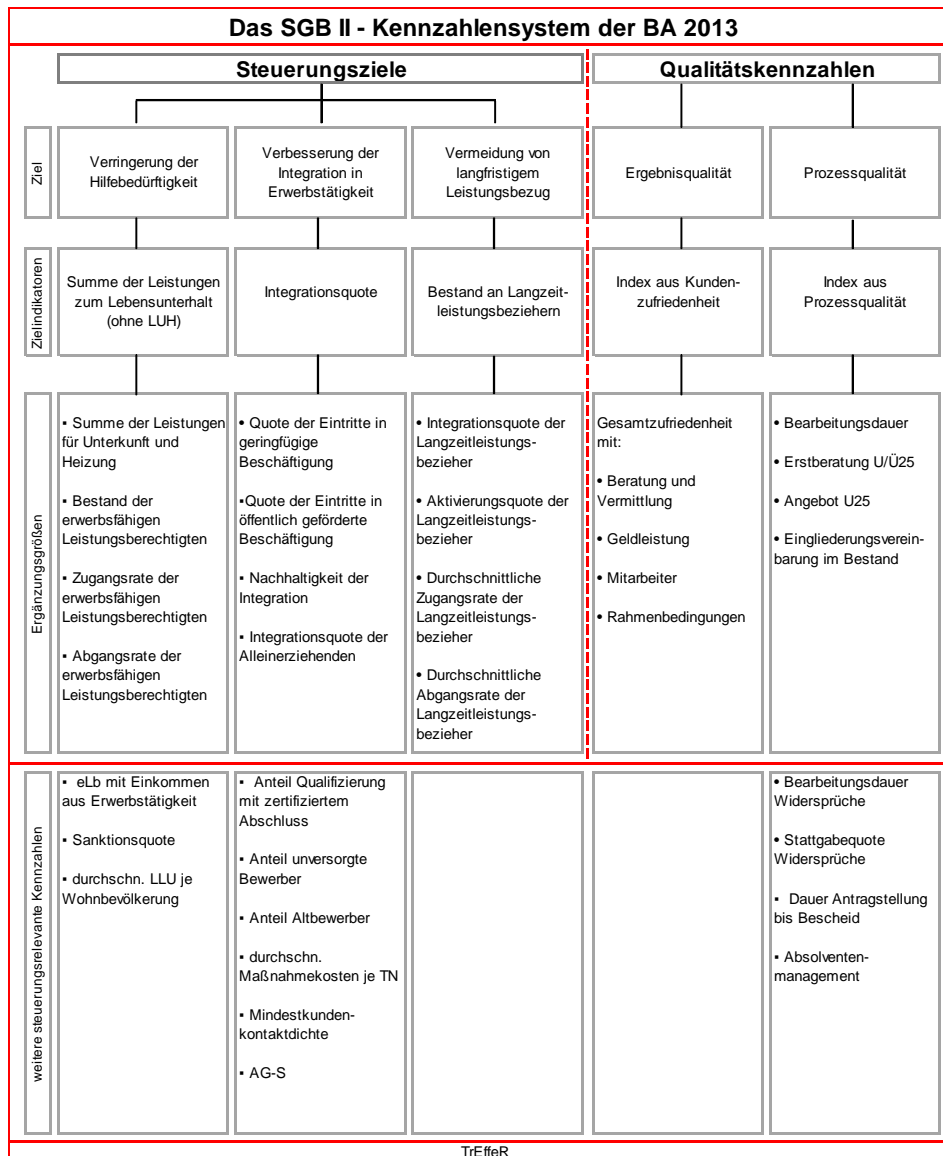 Das SGB II - Kennzahlensystem der BA 2013
Steuerungsziele
Qualitätskennzahlen
Ziel
Verringerung der
Hilfebedürftigkeit
Verbesserung der
Integration in
Erwerbstätigkeit
Vermeidung von
langfristigem
Leistungsbezug
Ergebnisqualität
Prozessqualität
Zielindikatoren
Summe der Leistungen
zum Lebensunterhalt
(ohne LUH)
Integrationsquote
Bestand an Langzeit-
leistungsbeziehern
Index aus Kunden-
zufriedenheit
Index aus
Prozessqualität
Ergänzungsgrößen
▪ Summe der Leistungen
für Unterkunft und
Heizung
▪ Bestand der
erwerbsfähigen
Leistungsberechtigten
▪ Zugangsrate der
erwerbsfähigen
Leistungsberechtigten
▪ Abgangsrate der
erwerbsfähigen
Leistungsberechtigten
• Quote der Eintritte in
geringfügige
Beschäftigung
•Quote der Eintritte in
öffentlich geförderte
Beschäftigung
▪ Nachhaltigkeit der
Integration
▪ Integrationsquote der
Alleinerziehenden
• Integrationsquote der
Langzeitleistungs-
bezieher
• Aktivierungsquote der
Langzeitleistungs-
bezieher
• Durchschnittliche
Zugangsrate der
Langzeitleistungs-
bezieher
• Durchschnittliche
Abgangsrate der
Langzeitleistungs-
bezieher
Gesamtzufriedenheit
mit:
• Beratung und
Vermittlung
• Geldleistung
• Mitarbeiter
• Rahmenbedingungen
• Bearbeitungsdauer
• Erstberatung U/Ü25
• Angebot U25
• Eingliederungsverein-
barung im Bestand
weitere steuerungsrelevante Kennzahlen
▪ eLb mit Einkommen
aus Erwerbstätigkeit
▪ Sanktionsquote
▪ durchschn. LLU je
Wohnbevölkerung
▪ Anteil Qualifizierung
mit zertifiziertem
Abschluss
▪ Anteil unversorgte
Bewerber
▪ Anteil Altbewerber
▪ durchschn.
Maßnahmekosten je TN
▪ Mindestkunden-
kontaktdichte
▪ AG-S
• Bearbeitungsdauer
Widersprüche
• Stattgabequote
Widersprüche
▪ Dauer Antragstellung
bis Bescheid
▪ Absolventen-
management
TrEffeR